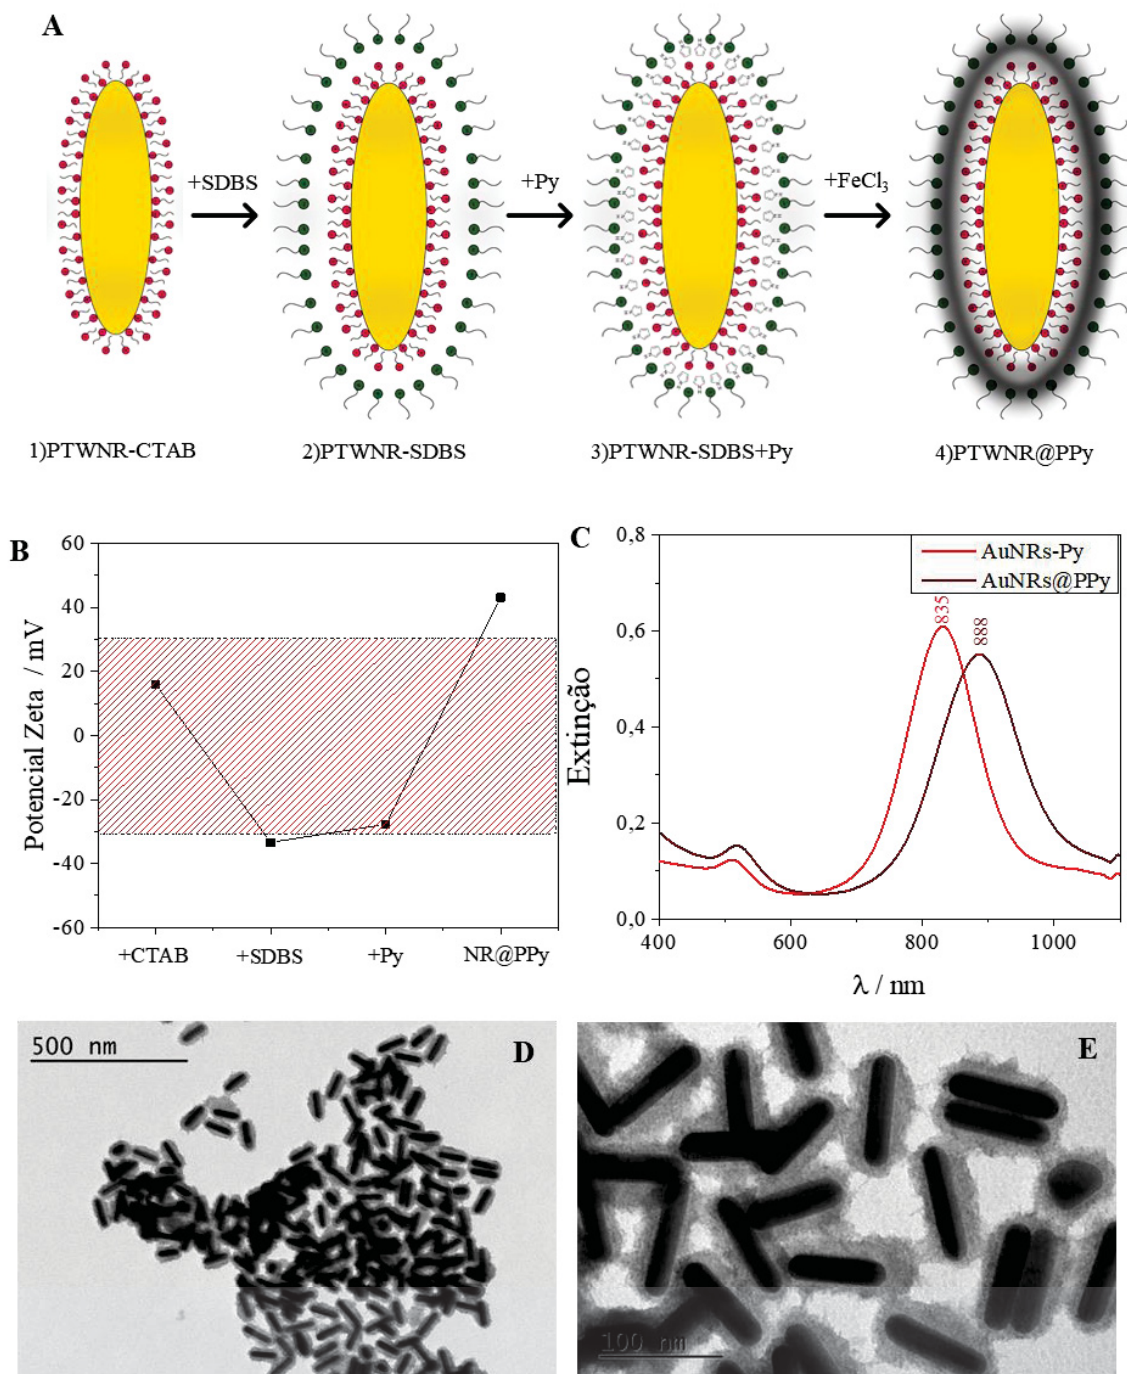 A
+SDBS
+Py
+FeCl₃
1)PTWNR-CTAB
2)PTWNR-SDBS
3)PTWNR-SDBS+Py
4)PTWNR@PPy
B
Potencial Zeta / mV
60
40
20
0
-20
-40
-60
+CTAB
+SDBS
+Py
NR@PPy
C
Extinção
0,8
0,6
0,4
0,2
0,0
AuNRs-Py
AuNRs@PPy
835
888
400
600
800
1000
λ / nm
500 nm
D
E
100 nm